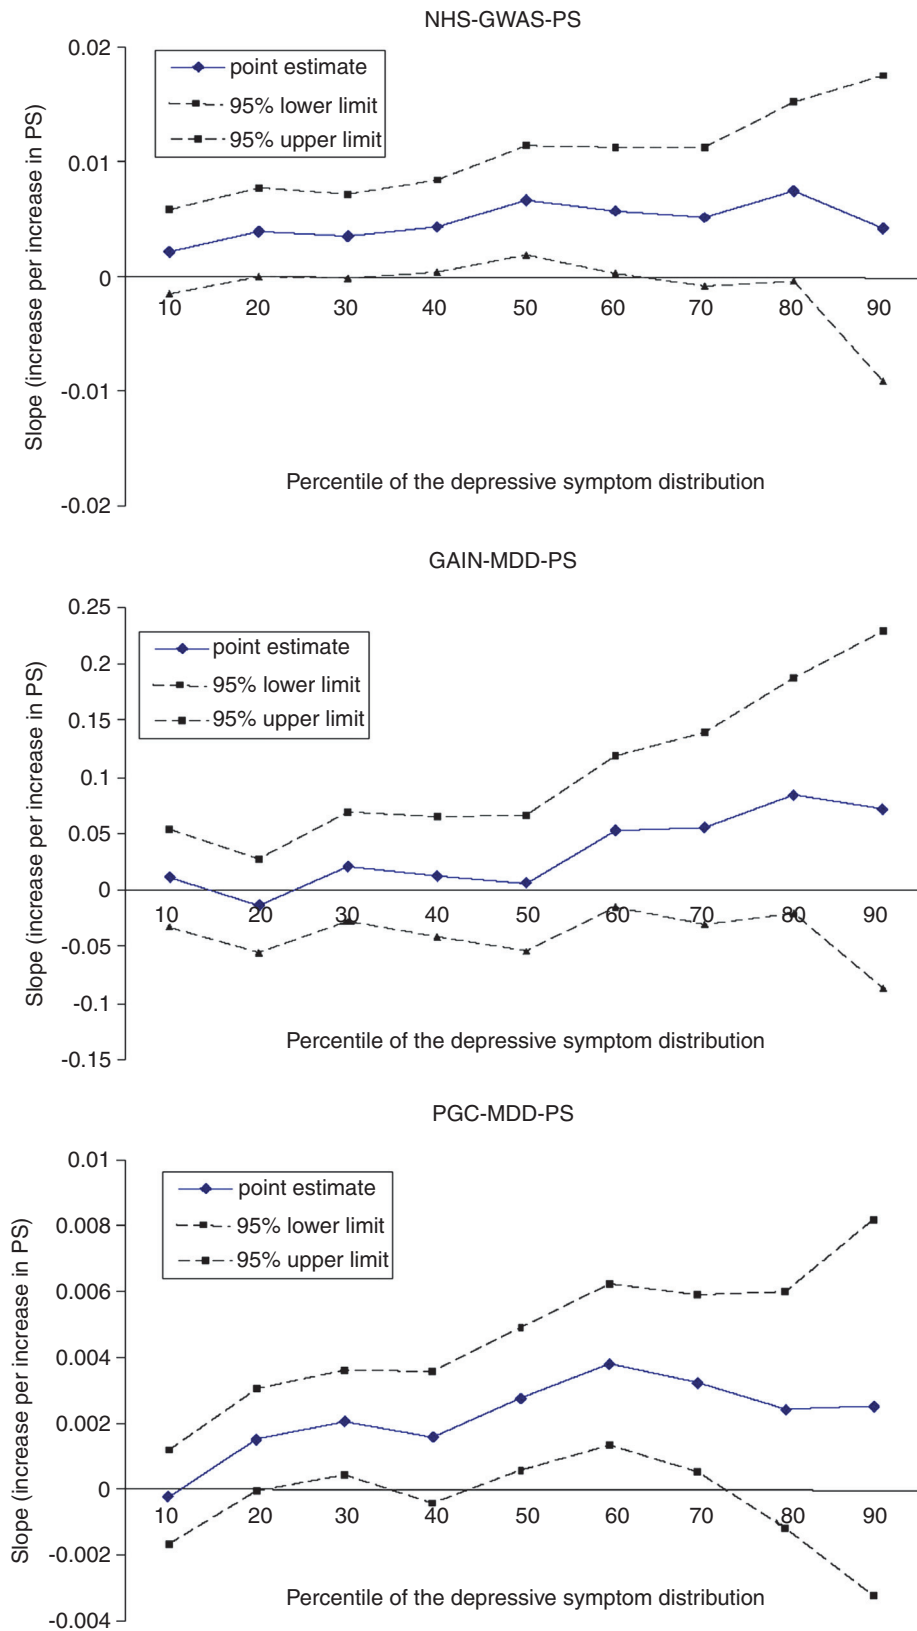 NHS-GWAS-PS
0.02
0.01
0
-0.01
-0.02
Slope (increase per increase in PS)
point estimate
95% lower limit
95% upper limit
10 20 30 40 50 60 70 80 90
Percentile of the depressive symptom distribution
GAIN-MDD-PS
0.25
0.2
0.15
0.1
0.05
0
-0.05
-0.1
-0.15
Slope (increase per increase in PS)
point estimate
95% lower limit
95% upper limit
10 20 30 40 50 60 70 80 90
Percentile of the depressive symptom distribution
PGC-MDD-PS
0.01
0.008
0.006
0.004
0.002
0
-0.002
-0.004
Slope (increase per increase in PS)
point estimate
95% lower limit
95% upper limit
10 20 30 40 50 60 70 80 90
Percentile of the depressive symptom distribution